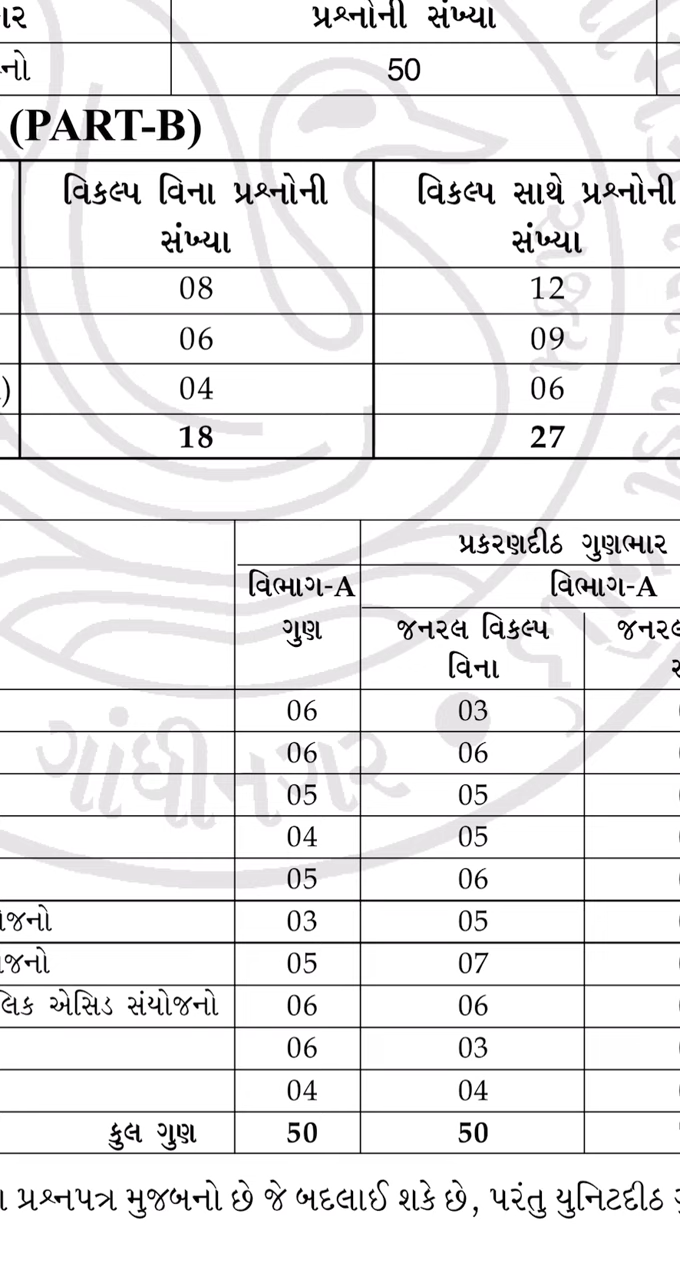 પ્રશ્નોની સંખ્યા
50
(PART-B)
વિકલ્પ વિના પ્રશ્નોની વિકલ્પ સાથે પ્રશ્નોની
સંખ્યા સંખ્યા
08 12
06 09
04 06
18 27
પ્રકરણદીઠ ગુણભાર
વિભાગ-A વિભાગ-A
ગુણ જનરલ વિકલ્પ
વિના
06 03
06 06
05 05
04 05
05 06
03 05
05 07
એસિડ સંયોજનો 06 06
06 03
04 04
કુલ ગુણ 50 50
પ્રશ્નપત્ર મુજબનો છે જે બદલાઈ શકે છે, પરંતુ યુનિટદીઠ
ગાંધીનગર